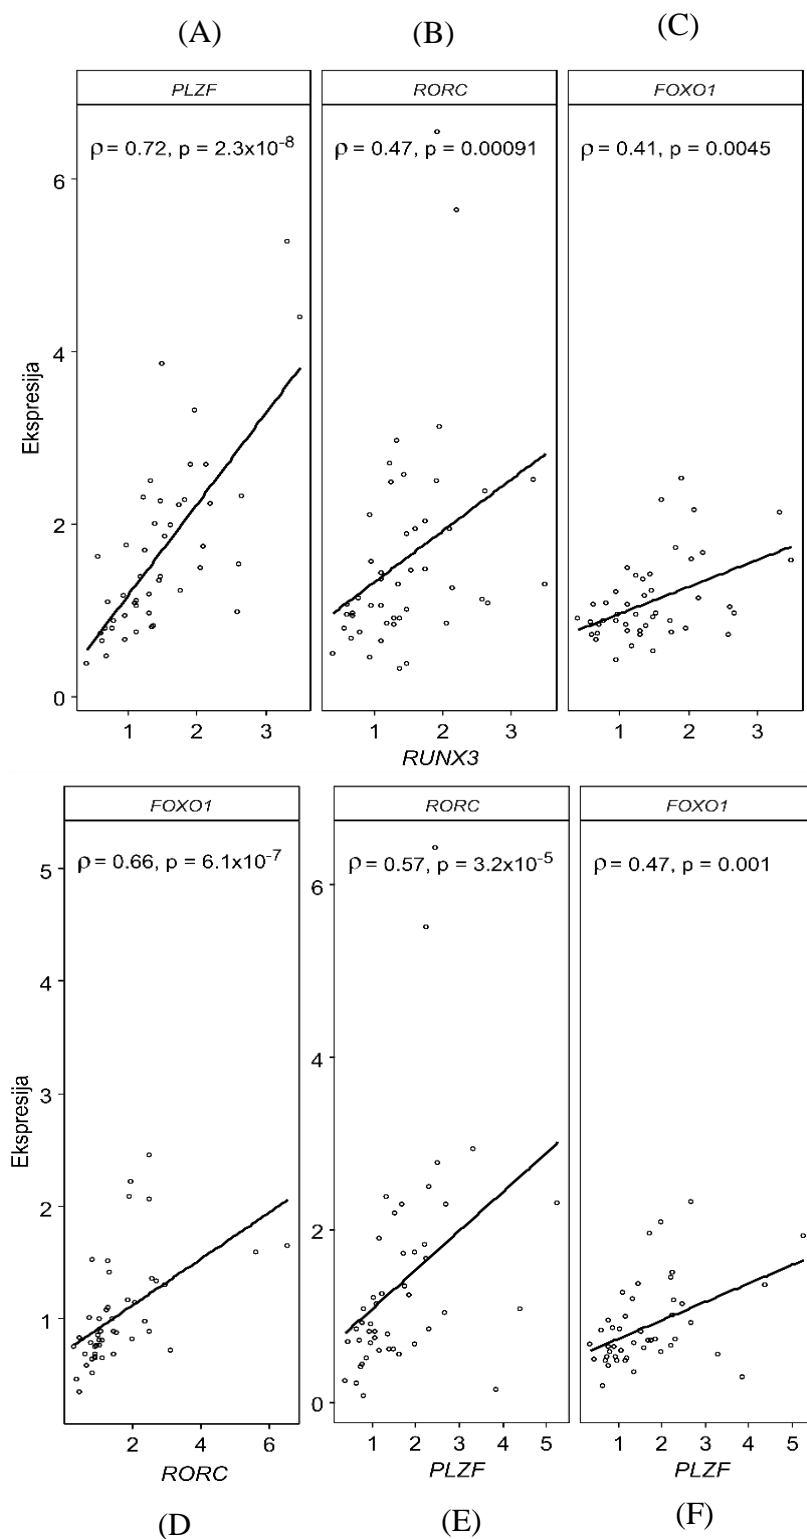 (A) (B) (C)
PLZF RORC FOXO1
ρ = 0.72, p = 2.3x10⁻⁸ ρ = 0.47, p = 0.00091 ρ = 0.41, p = 0.0045
6
4
2
0
Ekspresija
1 2 3 1 2 3 1 2 3
RUNX3
FOXO1 RORC FOXO1
ρ = 0.66, p = 6.1x10⁻⁷ ρ = 0.57, p = 3.2x10⁻⁵ ρ = 0.47, p = 0.001
5
4
3
2
1
Ekspresija
6
4
2
0
2 4 6 1 2 3 4 5 1 2 3 4 5
RORC PLZF PLZF
(D) (E) (F)